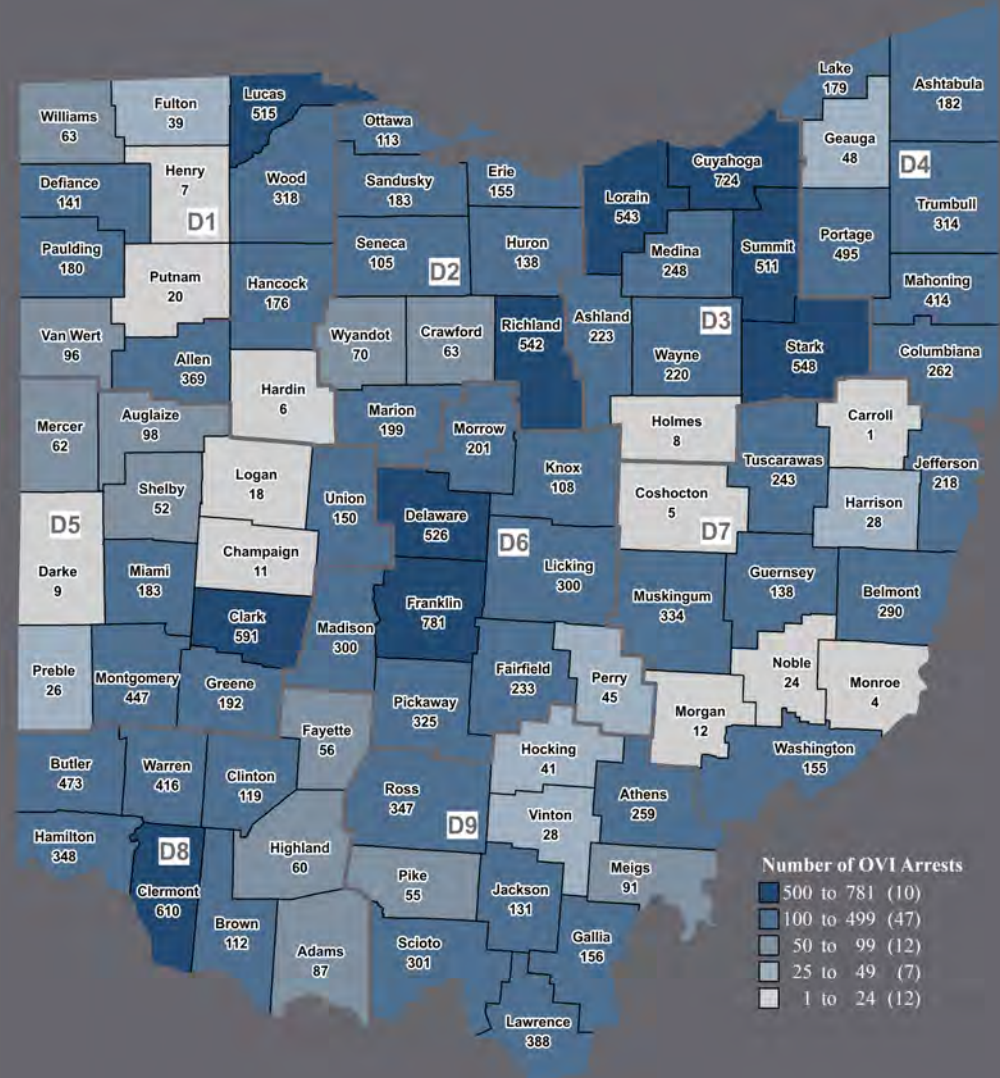 Lake
179
Ashtabula
182
Lucas
515
Fulton
39
Williams
63
Ottawa
113
Geauga
48
Cuyahoga
724
D4
Henry
7
Erie
155
Wood
318
Sandusky
183
Defiance
141
Lorain
543
Trumbull
314
D1
Portage
495
Paulding
180
Seneca
105
Huron
138
Medina
248
Summit
511
D2
Putnam
20
Hancock
176
Mahoning
414
Richland
542
Ashland
223
D3
Van Wert
96
Wyandot
70
Crawford
63
Allen
369
Wayne
220
Stark
548
Columbiana
262
Hardin
6
Mercer
62
Auglaize
98
Marion
199
Morrow
201
Holmes
8
Carroll
1
Logan
18
Knox
108
Tuscarawas
243
Jefferson
218
Shelby
52
Union
150
Coshocton
5
Harrison
28
D5
Delaware
526
D6
D7
Champaign
11
Darke
9
Miami
183
Licking
300
Guernsey
138
Muskingum
334
Belmont
290
Franklin
781
Clark
591
Madison
300
Preble
26
Montgomery
447
Greene
192
Fairfield
233
Perry
45
Noble
24
Monroe
4
Pickaway
325
Morgan
12
Fayette
56
Hocking
41
Washington
155
Butler
473
Warren
416
Clinton
119
Ross
347
Athens
259
Vinton
28
D9
Hamilton
348
D8
Highland
60
Meigs
91
Number of OVI Arrests
Pike
55
Clermont
610
Jackson
131
500 to 781 (10)
100 to 499 (47)
Brown
112
Gallia
156
50 to 99 (12)
Scioto
301
Adams
87
25 to 49 (7)
1 to 24 (12)
Lawrence
388